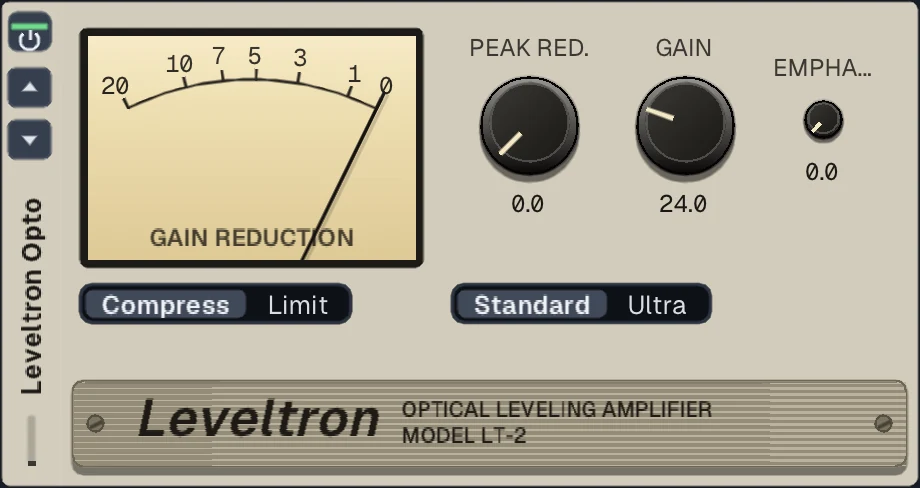 Leveltron Opto
20 10 7 5 3 1 0
GAIN REDUCTION
PEAK RED.
0.0
GAIN
24.0
EMPHA...
0.0
Compress Limit
Standard Ultra
Leveltron
OPTICAL LEVELING AMPLIFIER
MODEL LT-2